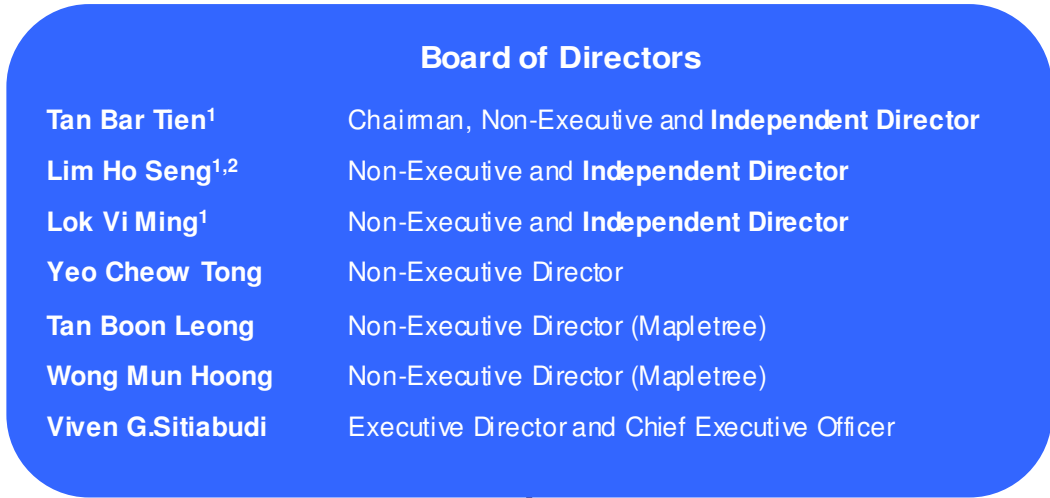 Board of Directors
Tan Bar Tien¹ Chairman, Non-Executive and Independent Director
Lim Ho Seng¹,² Non-Executive and Independent Director
Lok Vi Ming¹ Non-Executive and Independent Director
Yeo Cheow Tong Non-Executive Director
Tan Boon Leong Non-Executive Director (Mapletree)
Wong Mun Hoong Non-Executive Director (Mapletree)
Viven G.Sitiabudi Executive Director and Chief Executive Officer